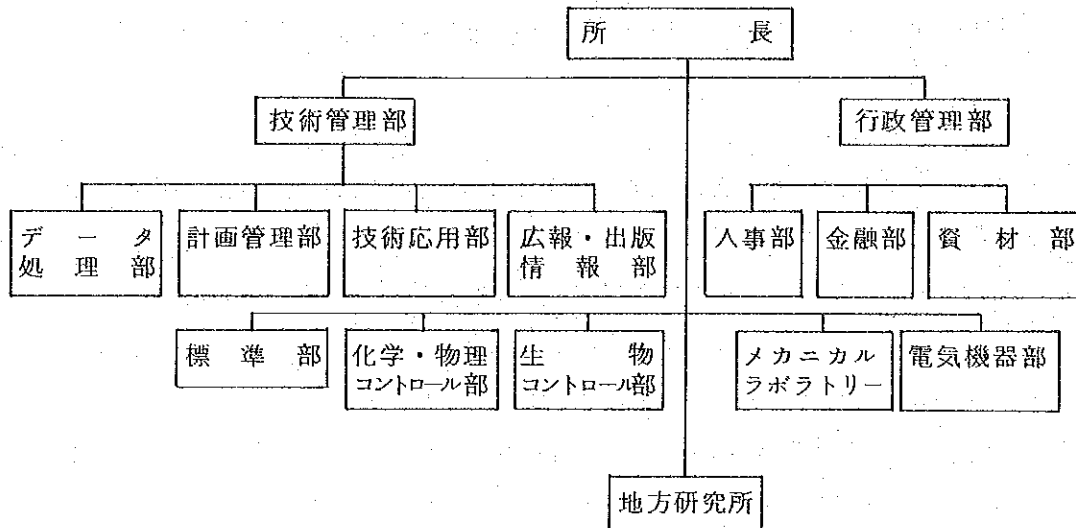 所長
技術管理部
行政管理部
データ
処理部
計画管理部
技術応用部
広報・出版
情報部
人事部
金融部
資材部
標準部
化学・物理
コントロール部
生物
コントロール部
メカニカル
ラボラトリー
電気機器部
地方研究所